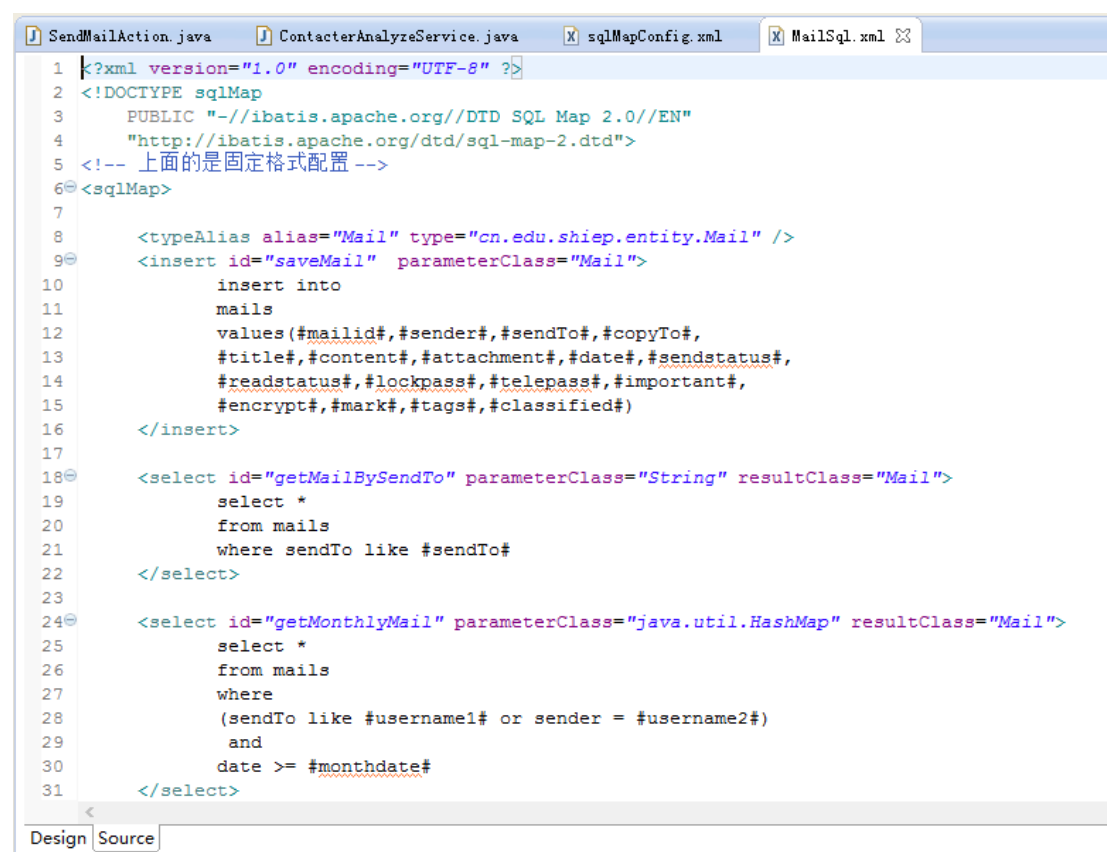 SendMailAction.java ContacterAnalyzeService.java sqlMapConfig.xml MailSql.xml
1 <?xml version="1.0" encoding="UTF-8" ?>
2 <!DOCTYPE sqlMap
3 PUBLIC "-//ibatis.apache.org//DTD SQL Map 2.0//EN"
4 "http://ibatis.apache.org/dtd/sql-map-2.dtd">
5 <!-- 上面的是固定格式配置 -->
6 <sqlMap>
7
8 <typeAlias alias="Mail" type="cn.edu.shiep.entity.Mail" />
9 <insert id="saveMail" parameterClass="Mail">
10 insert into
11 mails
12 values(#mailid#,#sender#,#sendTo#,#copyTo#,
13 #title#,#content#,#attachment#,#date#,#sendstatus#,
14 #readstatus#,#lockpass#,#telepass#,#important#,
15 #encrypt#,#mark#,#tags#,#classified#)
16 </insert>
17
18 <select id="getMailBySendTo" parameterClass="String" resultClass="Mail">
19 select *
20 from mails
21 where sendTo like #sendTo#
22 </select>
23
24 <select id="getMonthlyMail" parameterClass="java.util.HashMap" resultClass="Mail">
25 select *
26 from mails
27 where
28 (sendTo like #username1# or sender = #username2#)
29 and
30 date >= #monthdate#
31 </select>
Design Source